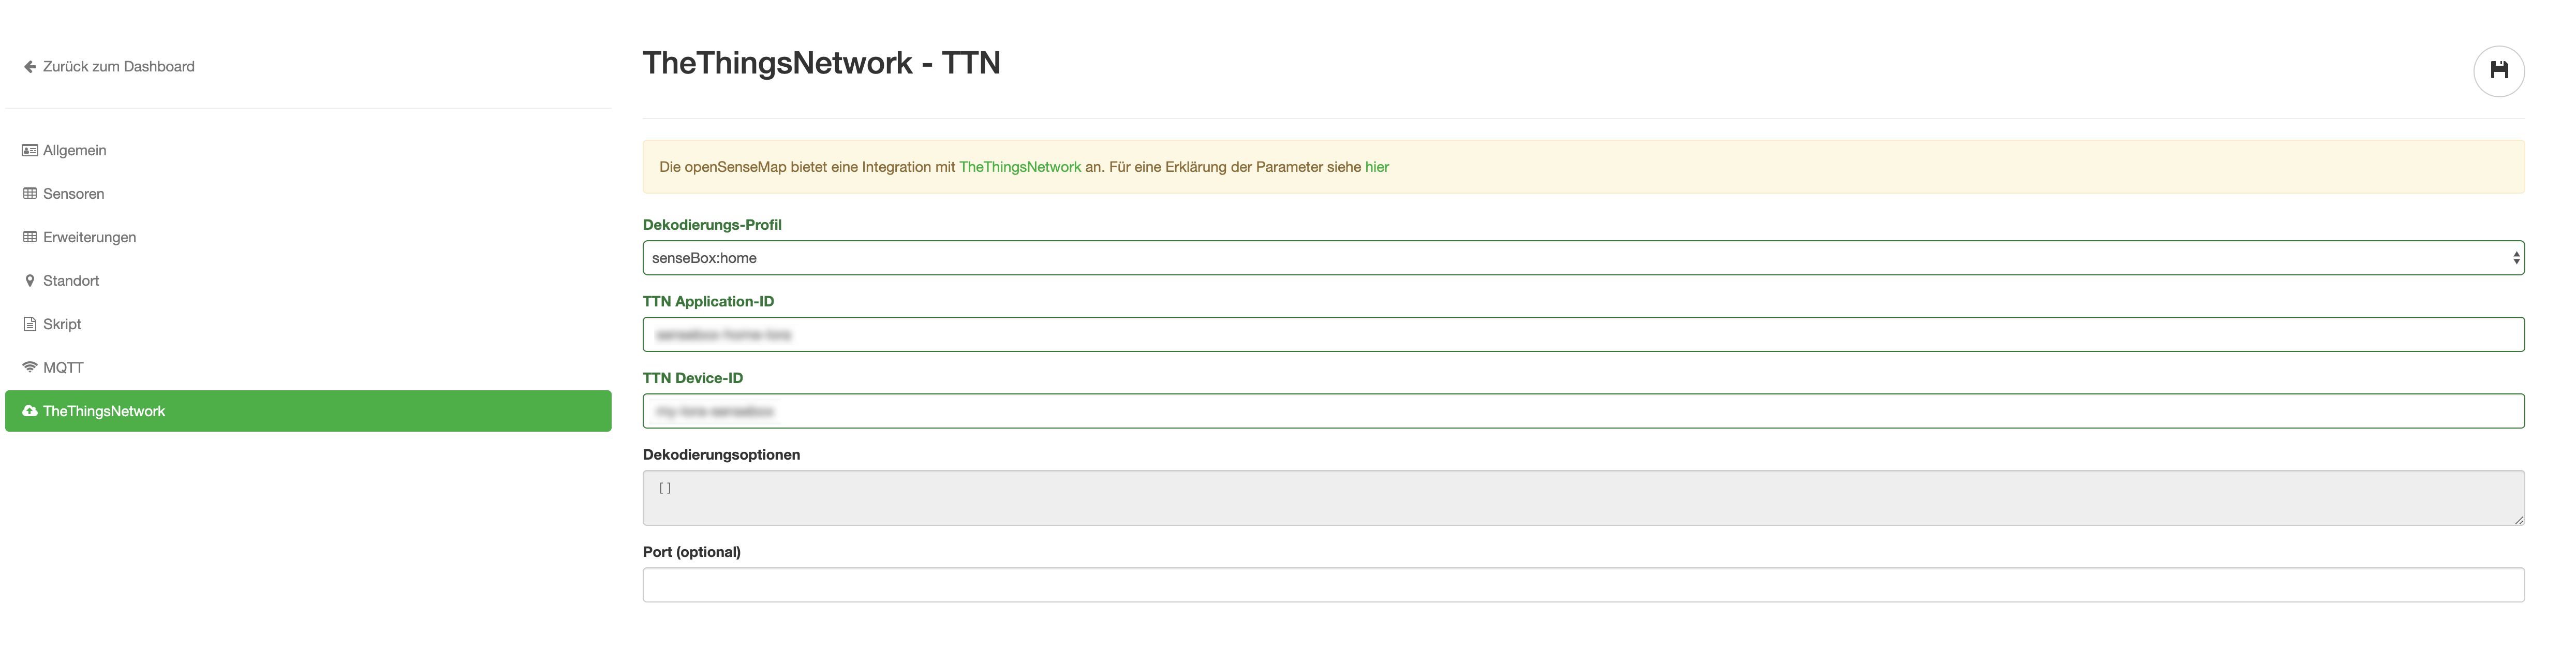 Zurück zum Dashboard
Allgemein
Sensoren
Erweiterungen
Standort
Skript
MQTT
TheThingsNetwork
TheThingsNetwork - TTN
Die openSenseMap bietet eine Integration mit TheThingsNetwork an. Für eine Erklärung der Parameter siehe hier
Dekodierungs-Profil
senseBox:home
TTN Application-ID
TTN Device-ID
Dekodierungsoptionen
[]
Port (optional)